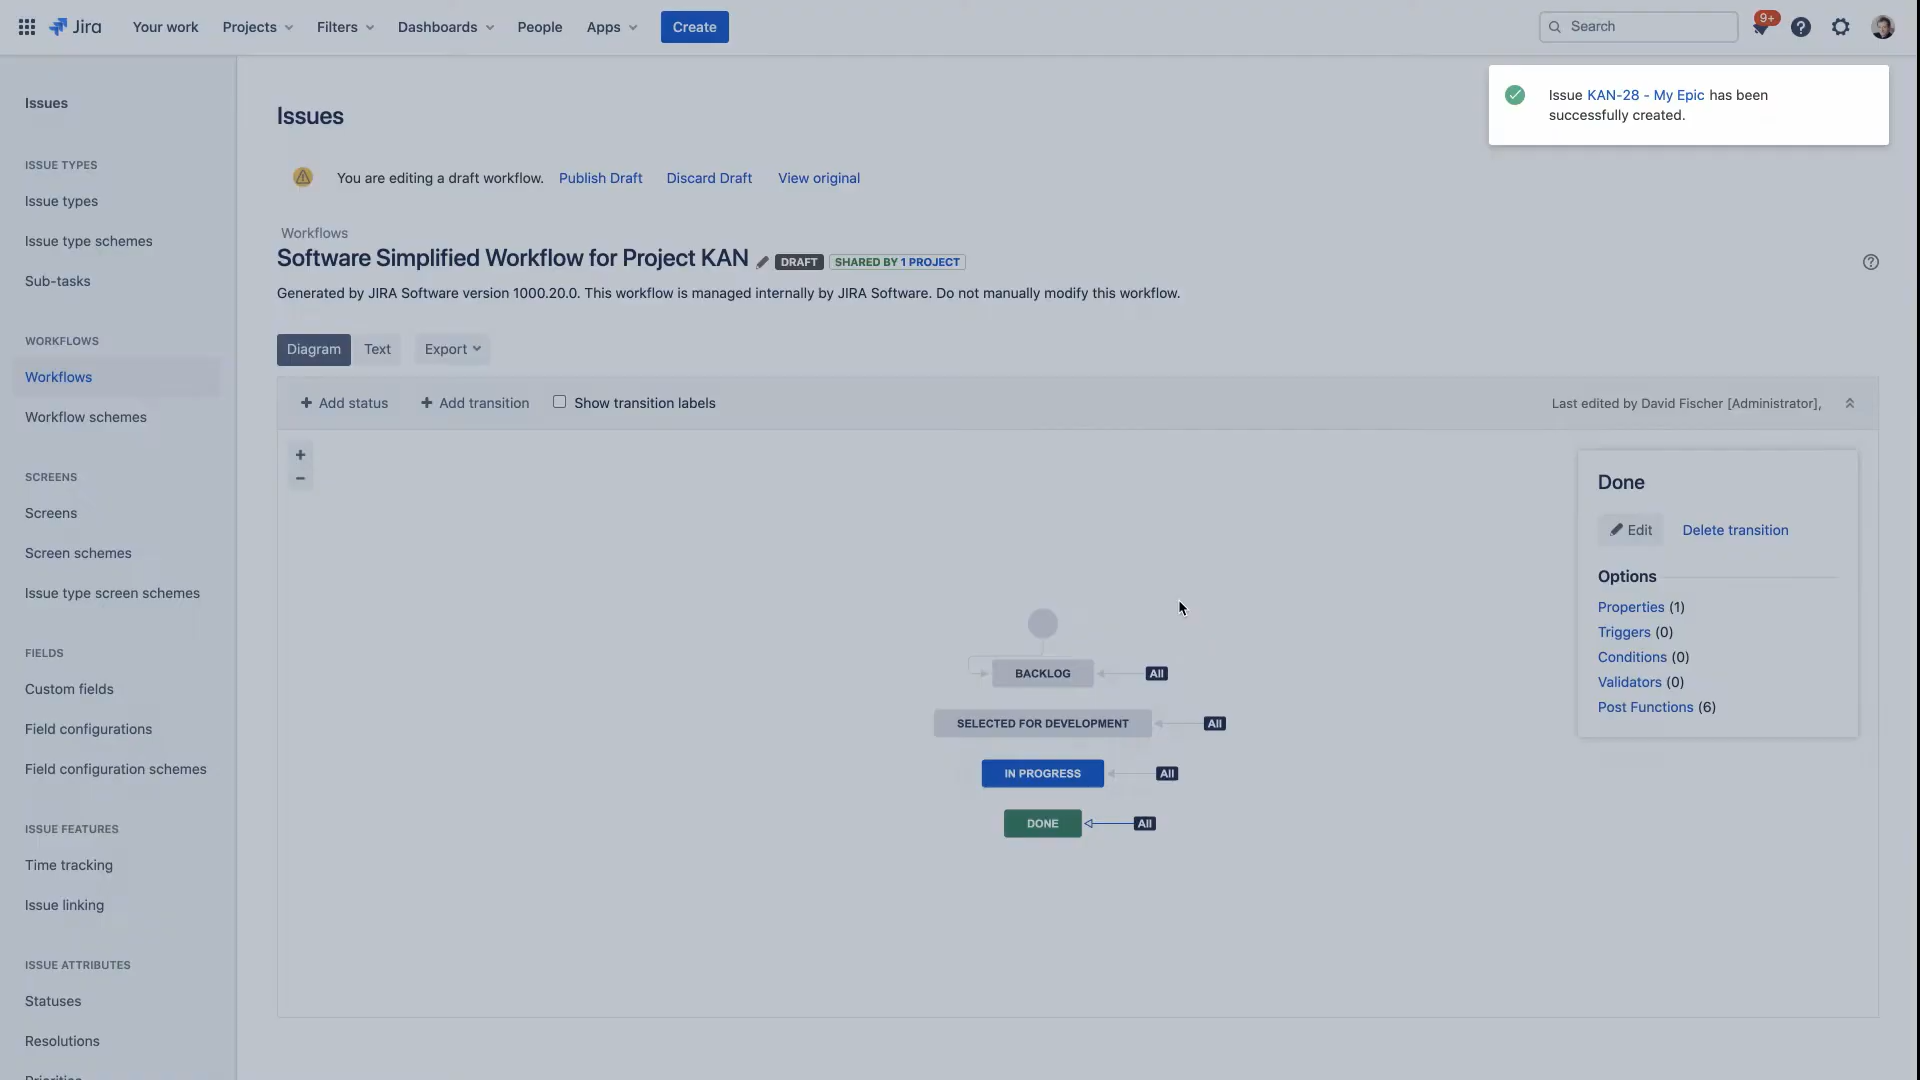 Jira
Your work
Projects
Filters
Dashboards
People
Apps
Create
Search
9+
Issue KAN-28 - My Epic has been
successfully created.
Issues
ISSUE TYPES
Issue types
Issue type schemes
Sub-tasks
WORKFLOWS
Workflows
Workflow schemes
SCREENS
Screens
Screen schemes
Issue type screen schemes
FIELDS
Custom fields
Field configurations
Field configuration schemes
ISSUE FEATURES
Time tracking
Issue linking
ISSUE ATTRIBUTES
Statuses
Resolutions
Priorities
Issues
You are editing a draft workflow. Publish Draft Discard Draft View original
Workflows
Software Simplified Workflow for Project KAN DRAFT SHARED BY 1 PROJECT
Generated by JIRA Software version 1000.20.0. This workflow is managed internally by JIRA Software. Do not manually modify this workflow.
Diagram Text Export
+ Add status + Add transition Show transition labels
Last edited by David Fischer [Administrator],
+
-
BACKLOG All
SELECTED FOR DEVELOPMENT All
IN PROGRESS All
DONE All
Done
Edit Delete transition
Options
Properties (1)
Triggers (0)
Conditions (0)
Validators (0)
Post Functions (6)